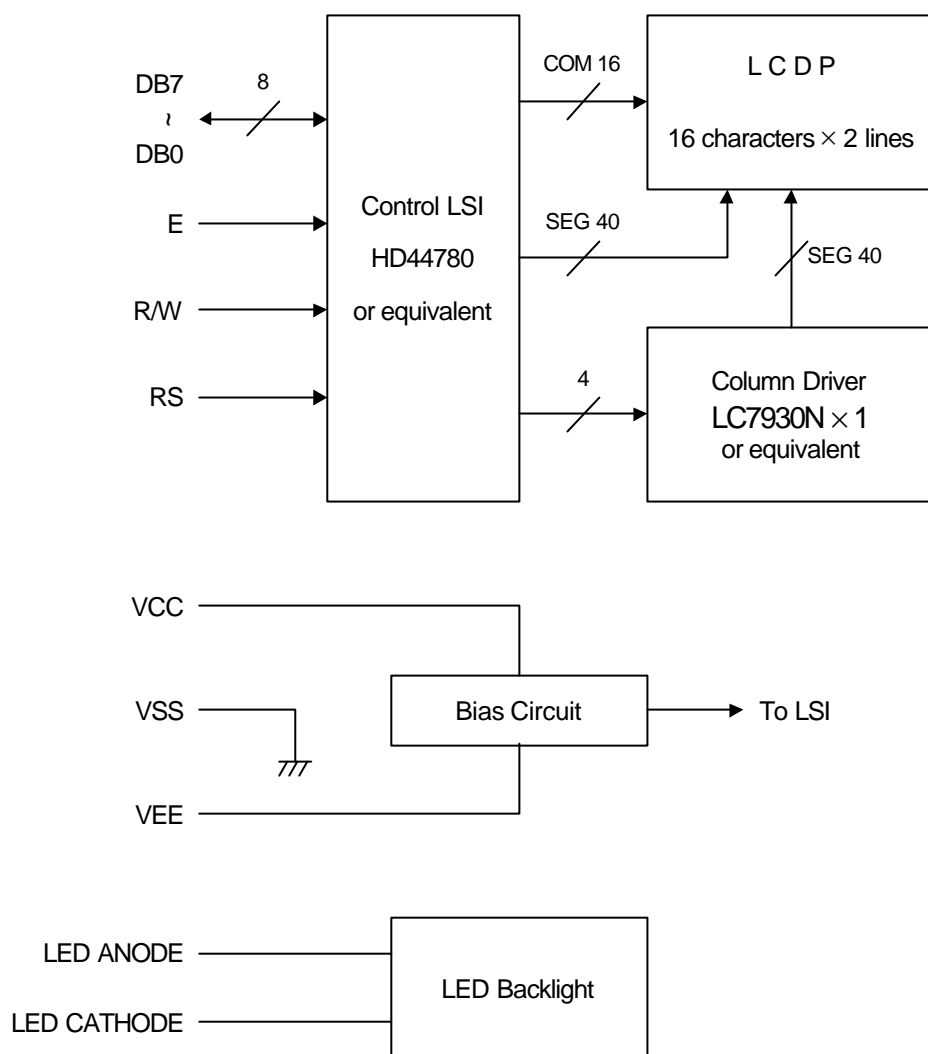 DB7
~
DB0
8
E
R/W
RS
Control LSI
HD44780
or equivalent
COM 16
SEG 40
4
L C D P
16 characters × 2 lines
SEG 40
Column Driver
LC7930N × 1
or equivalent
VCC
VSS
VEE
Bias Circuit
To LSI
LED ANODE
LED CATHODE
LED Backlight